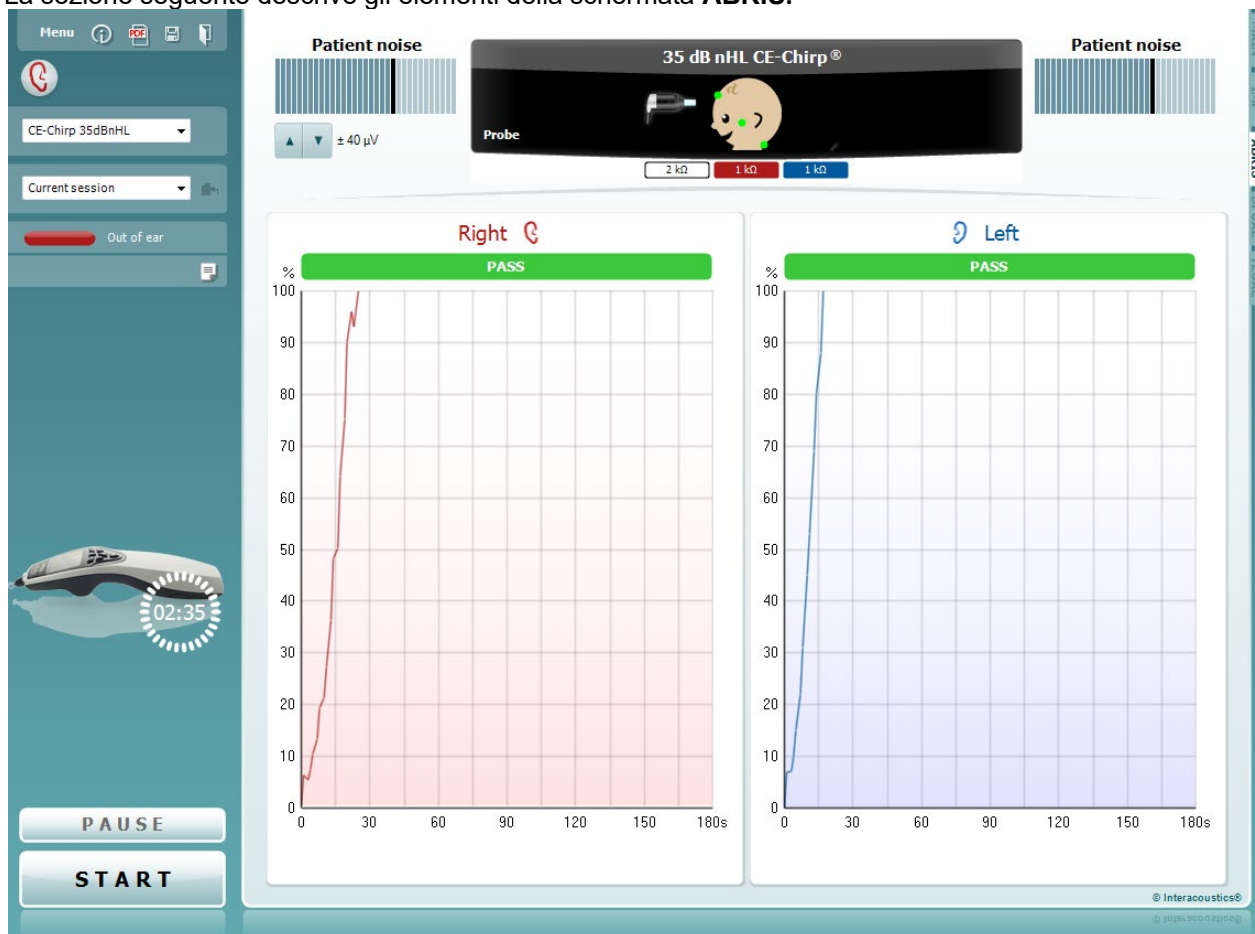 La sezione seguente descrive gli elementi della schermata ABRIS.
Menu
PDF
CE-Chirp 35dBnHL
Current session
Out of ear
02:35
PAUSE
START
Patient noise
± 40 µV
35 dB nHL CE-Chirp®
Probe
2 kΩ 1 kΩ 1 kΩ
Patient noise
Right
PASS
%
100
90
80
70
60
50
40
30
20
10
0
0 30 60 90 120 150 180s
Left
PASS
%
100
90
80
70
60
50
40
30
20
10
0
0 30 60 90 120 150 180s
© Interacoustics®